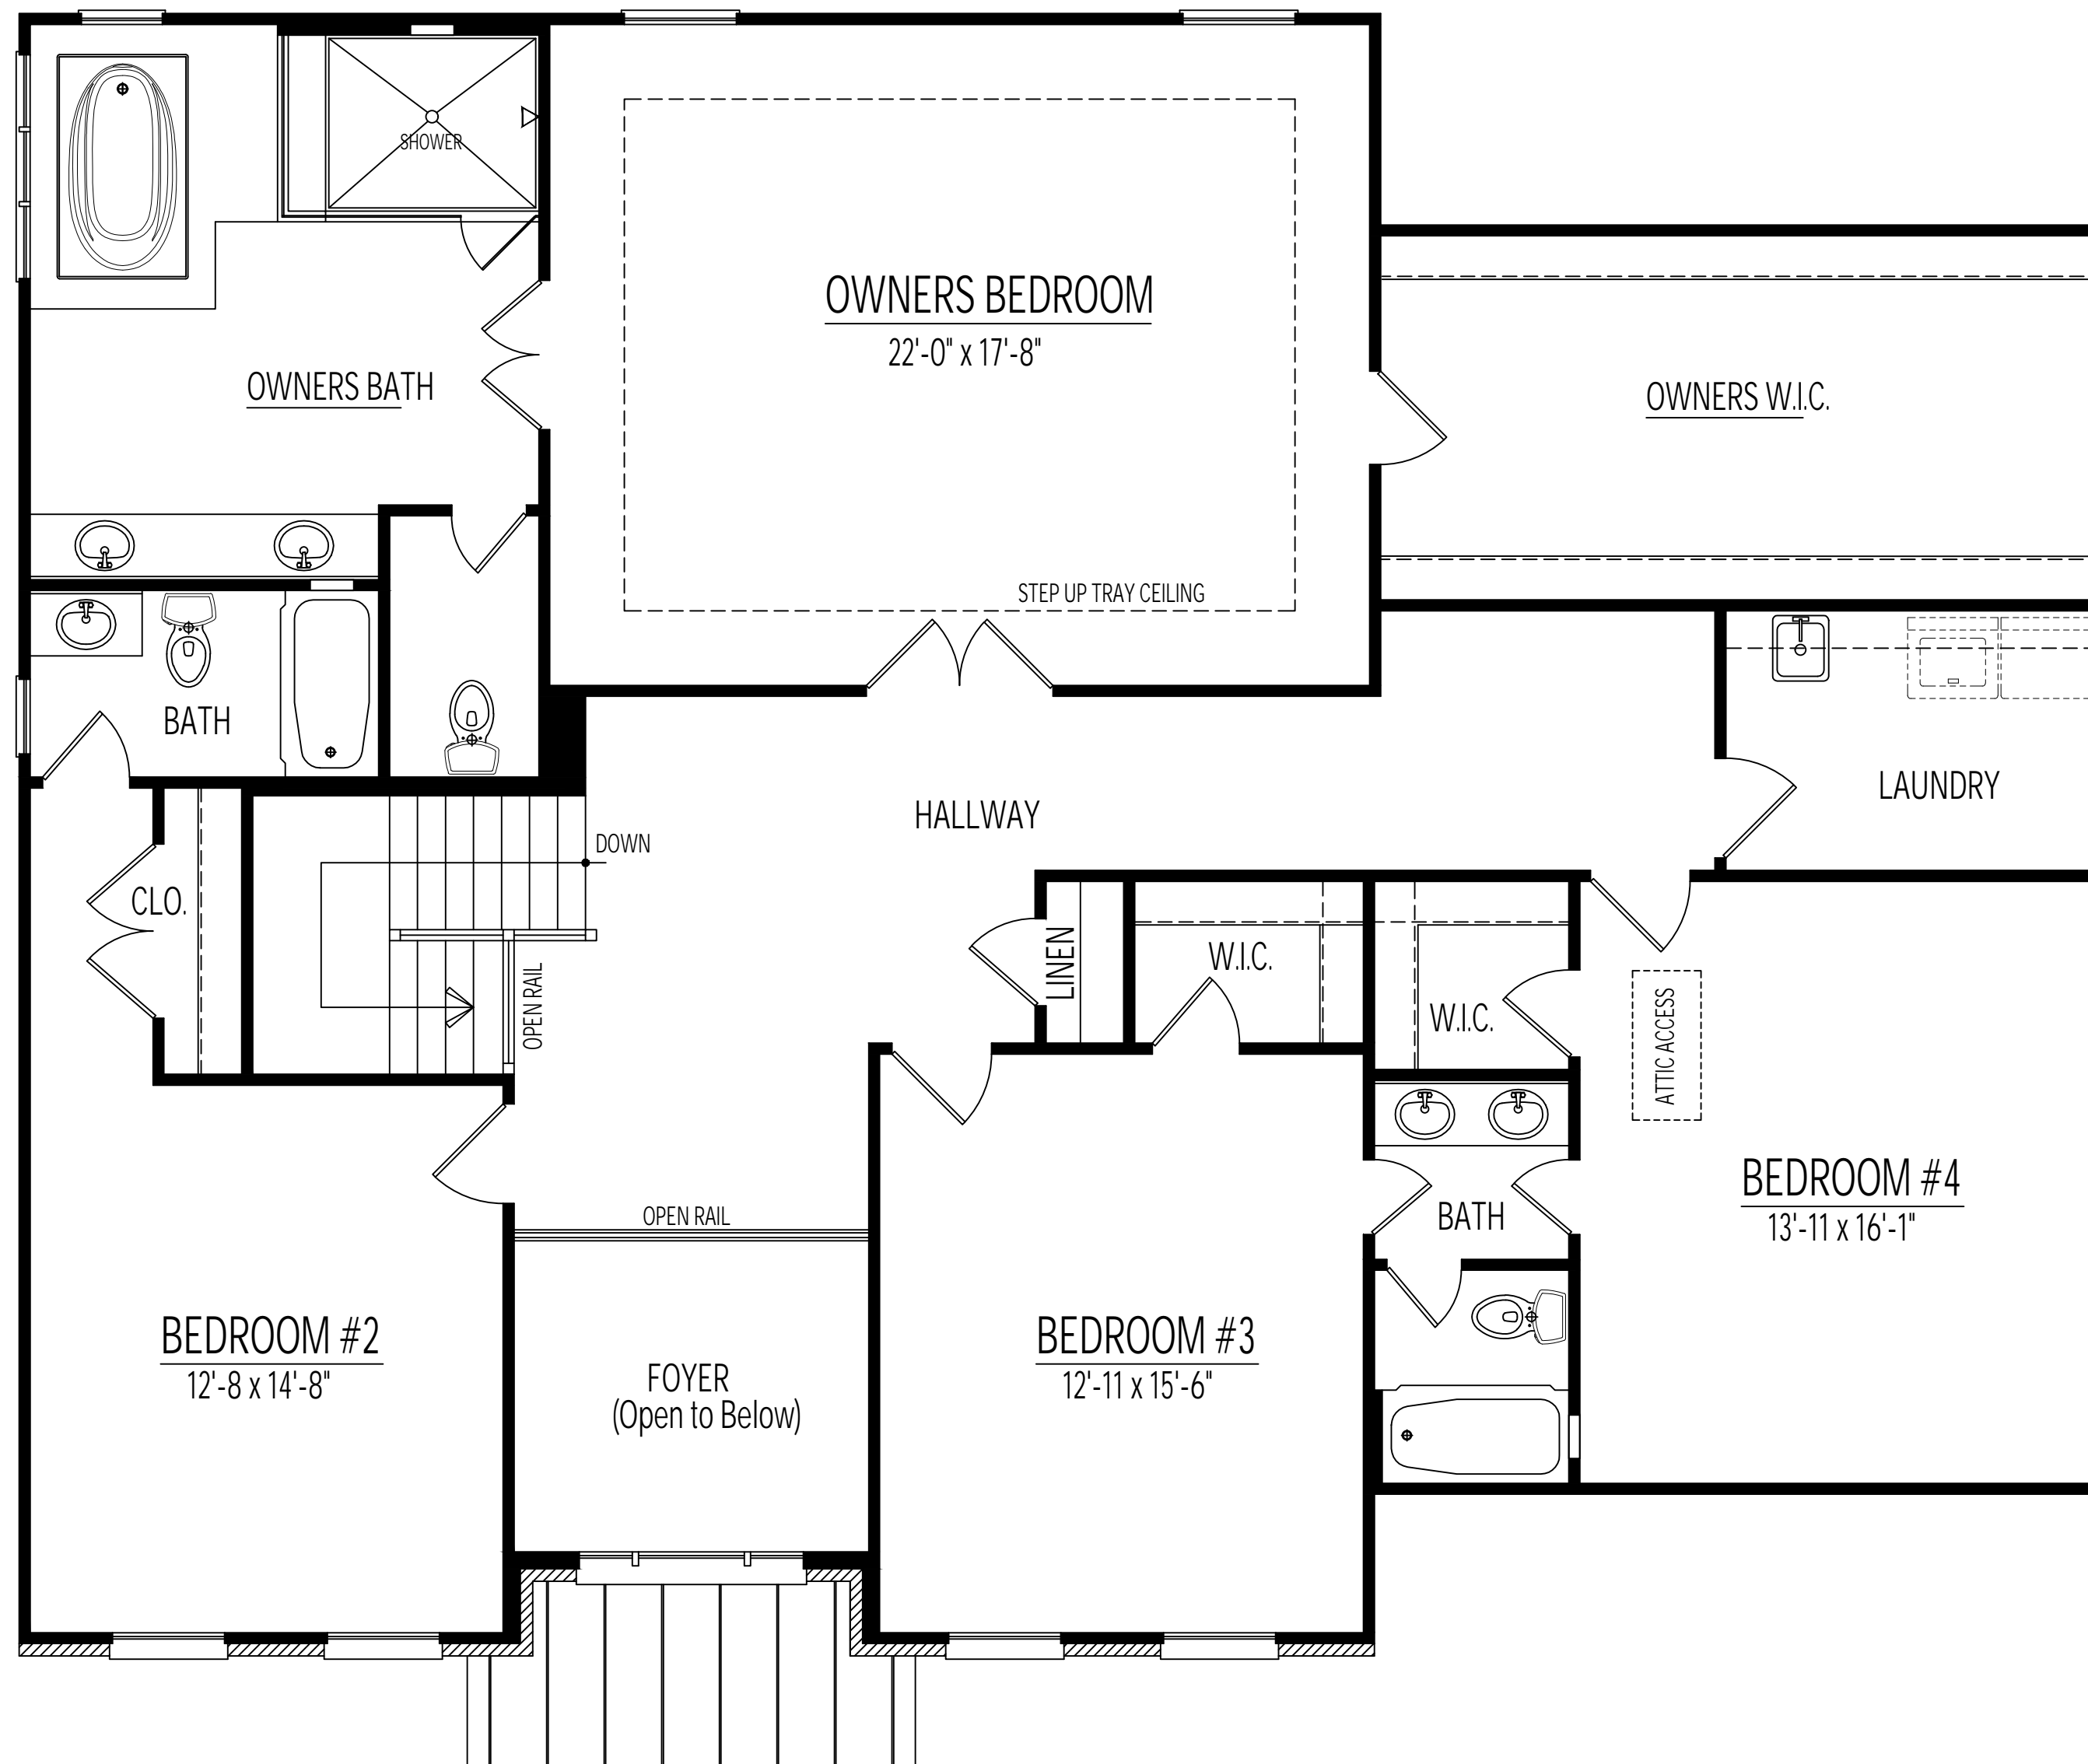 SHOWER
OWNERS BEDROOM
22'-0" x 17'-8"
OWNERS BATH
OWNERS W.I.C.
STEP UP TRAY CEILING
BATH
LAUNDRY
HALLWAY
DOWN
CLO.
LINEN
W.I.C.
OPEN RAIL
W.I.C.
ATTIC ACCESS
BEDROOM #4
13'-11 x 16'-1"
OPEN RAIL
BATH
BEDROOM #2
12'-8 x 14'-8"
BEDROOM #3
12'-11 x 15'-6"
FOYER
(Open to Below)